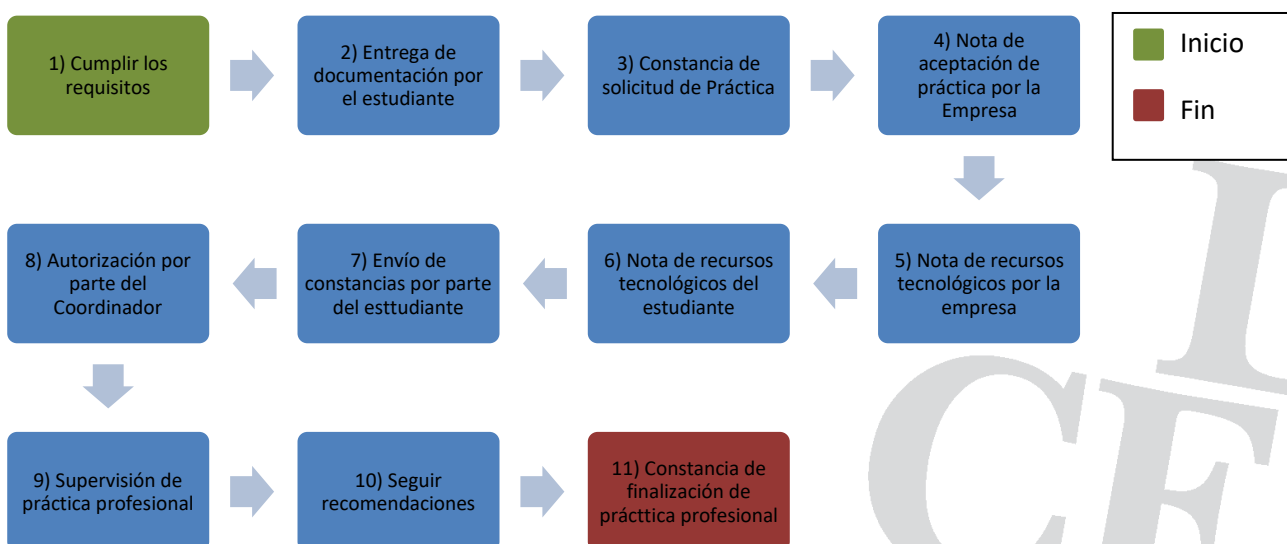 1) Cumplir los
requisitos
2) Entrega de
documentación por
el estudiante
3) Constancia de
solicitud de Práctica
4) Nota de
aceptación de
práctica por la
Empresa
Inicio
Fin
5) Nota de recursos
tecnológicos por la
empresa
6) Nota de recursos
tecnológicos del
estudiante
7) Envío de
constancias por parte
del esttudiante
8) Autorización por
parte del
Coordinador
9) Supervisión de
práctica profesional
10) Seguir
recomendaciones
11) Constancia de
finalización de
prácttica profesional